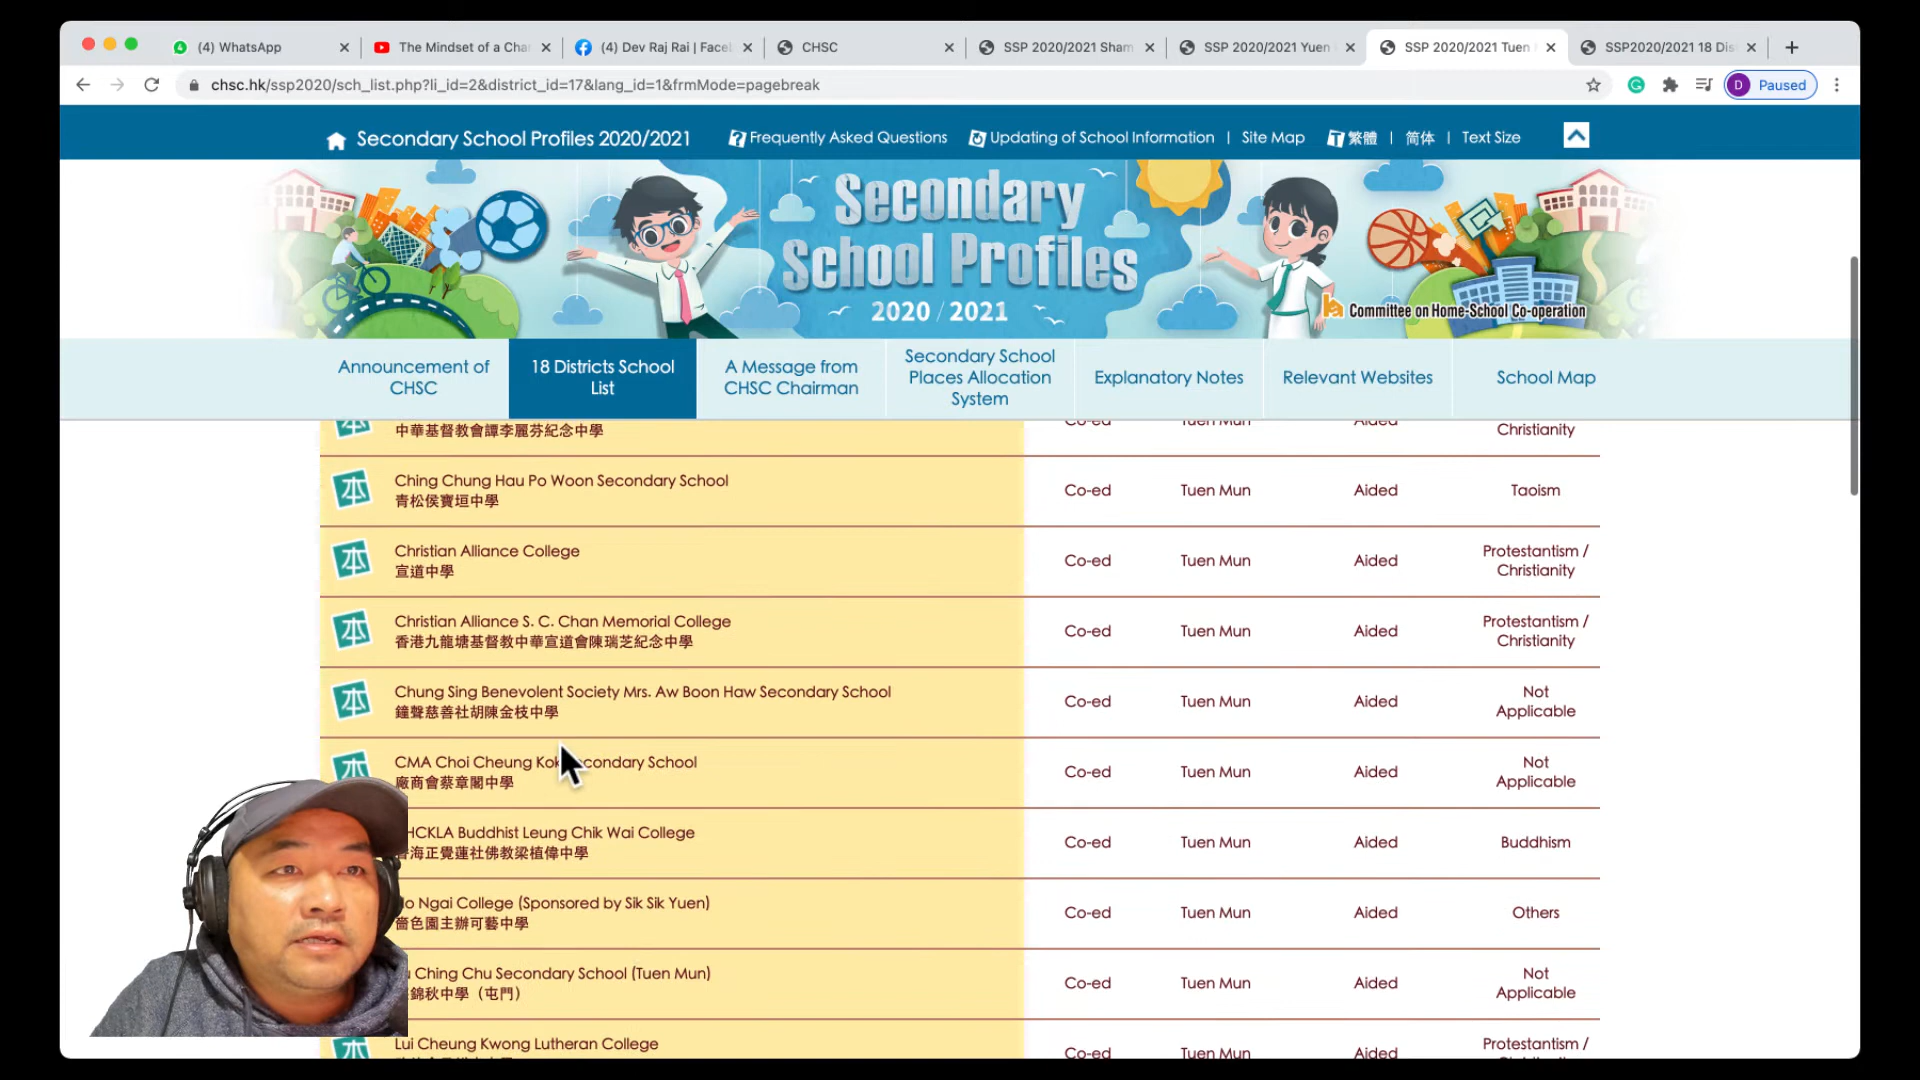 (4) WhatsApp
The Mindset of a Cha
(4) Dev Raj Rai | Face
CHSC
SSP 2020/2021 Sham
SSP 2020/2021 Yuen
SSP 2020/2021 Tuen
SSP2020/2021 18 Dis
chsc.hk/ssp2020/sch_list.php?li_id=2&district_id=17&lang_id=1&frmMode=pagebreak
D Paused
Secondary School Profiles 2020/2021
Frequently Asked Questions
Updating of School Information | Site Map
繁體 | 简体 | Text Size
Secondary
School Profiles
2020 / 2021
Committee on Home-School Co-operation
Announcement of
CHSC
18 Districts School
List
A Message from
CHSC Chairman
Secondary School
Places Allocation
System
Explanatory Notes
Relevant Websites
School Map
中華基督教會譚李麗芬紀念中學
Co-ed Tuen Mun Aided Christianity
Ching Chung Hau Po Woon Secondary School
青松侯寶垣中學
Co-ed Tuen Mun Aided Taoism
Christian Alliance College
宣道中學
Co-ed Tuen Mun Aided Protestantism /
Christianity
Christian Alliance S. C. Chan Memorial College
香港九龍塘基督教中華宣道會陳瑞芝紀念中學
Co-ed Tuen Mun Aided Protestantism /
Christianity
Chung Sing Benevolent Society Mrs. Aw Boon Haw Secondary School
鐘聲慈善社胡陳金枝中學
Co-ed Tuen Mun Aided Not
Applicable
CMA Choi Cheung Kok econdary School
廠商會蔡章閣中學
Co-ed Tuen Mun Aided Not
Applicable
HCKLA Buddhist Leung Chik Wai College
香海正覺蓮社佛教梁植偉中學
Co-ed Tuen Mun Aided Buddhism
Ho Ngai College (Sponsored by Sik Sik Yuen)
嗇色園主辦可藝中學
Co-ed Tuen Mun Aided Others
Ching Chu Secondary School (Tuen Mun)
錦秋中學（屯門）
Co-ed Tuen Mun Aided Not
Applicable
Lui Cheung Kwong Lutheran College
Co-ed Tuen Mun Aided Protestantism /